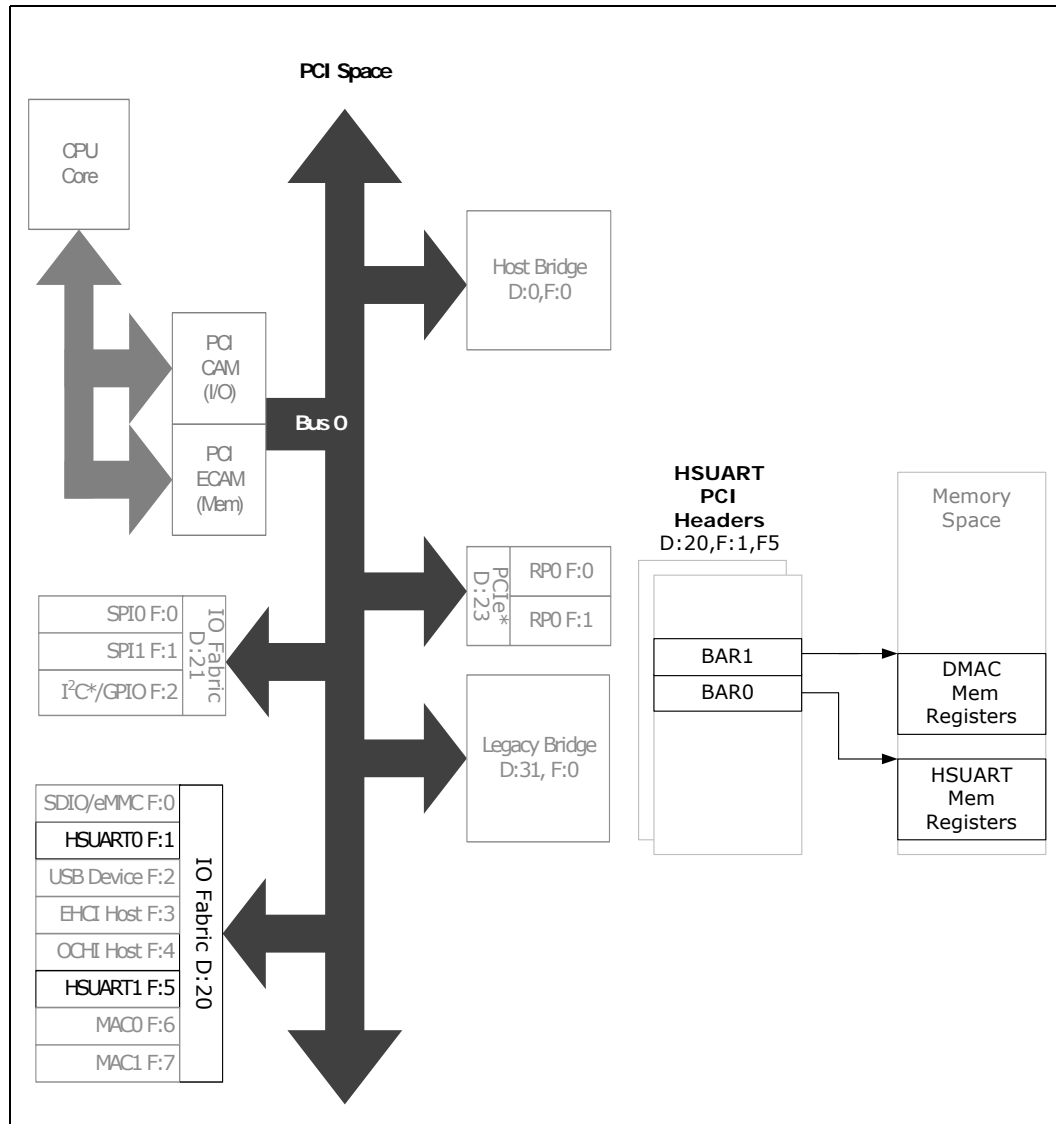 PCI Space
CPU
Core
Host Bridge
D:0,F:0
PCI
CAM
(I/O)
Bus 0
PCI
ECAM
(Mem)
HSUART
PCI
Headers
D:20,F:1,F5
Memory
Space
PCIe*
D:23
RP0 F:0
RP0 F:1
SPI0 F:0
SPI1 F:1
I²C*/GPIO F:2
IO Fabric
D:21
BAR1
BAR0
DMAC
Mem
Registers
HSUART
Mem
Registers
Legacy Bridge
D:31, F:0
SDIO/eMMC F:0
HSUART0 F:1
USB Device F:2
EHCI Host F:3
OCHI Host F:4
HSUART1 F:5
MAC0 F:6
MAC1 F:7
IO Fabric D:20